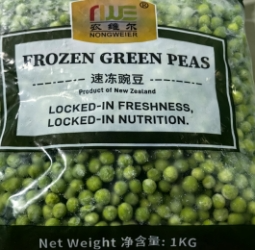 RWE
农维尔
NONGWEIER
FROZEN GREEN PEAS
速冻豌豆
Product of New Zealand
LOCKED-IN FRESHNESS,
LOCKED-IN NUTRITION.
Net Weight 净含量: 1KG